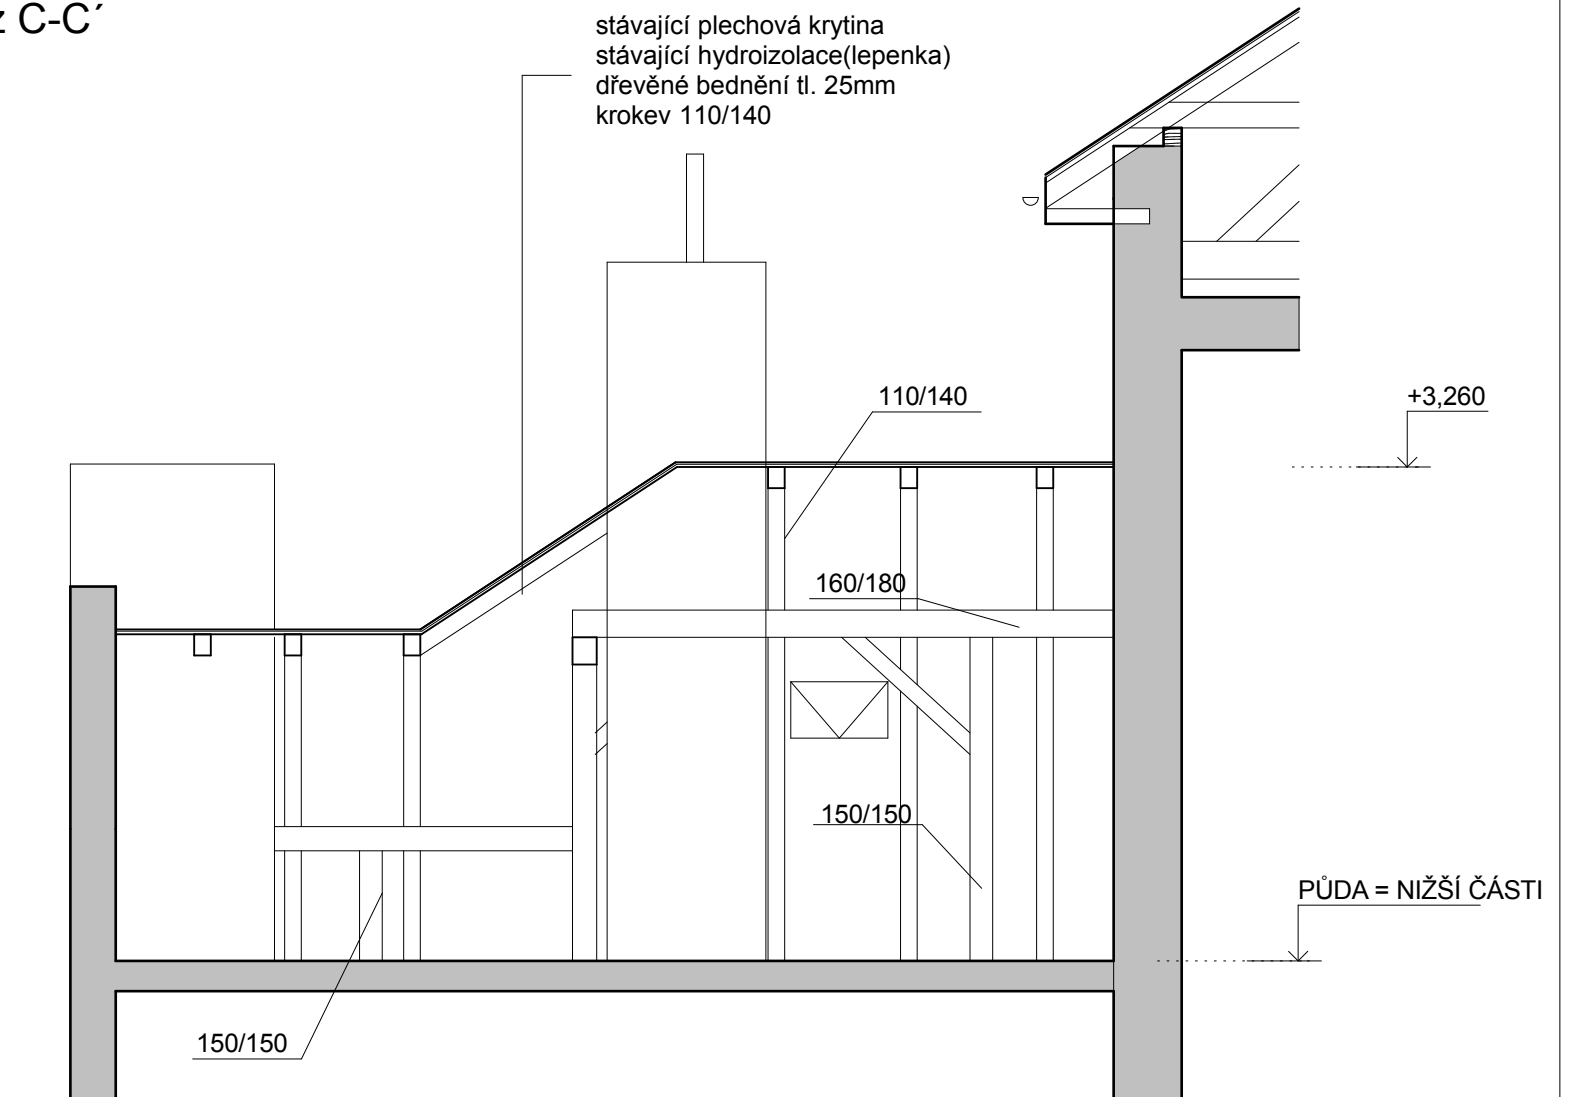 z C-C´
stávající plechová krytina
stávající hydroizolace(lepenka)
dřevěné bednění tl. 25mm
krokev 110/140
110/140
+3,260
160/180
150/150
PŮDA = NIŽŠÍ ČÁSTI
150/150